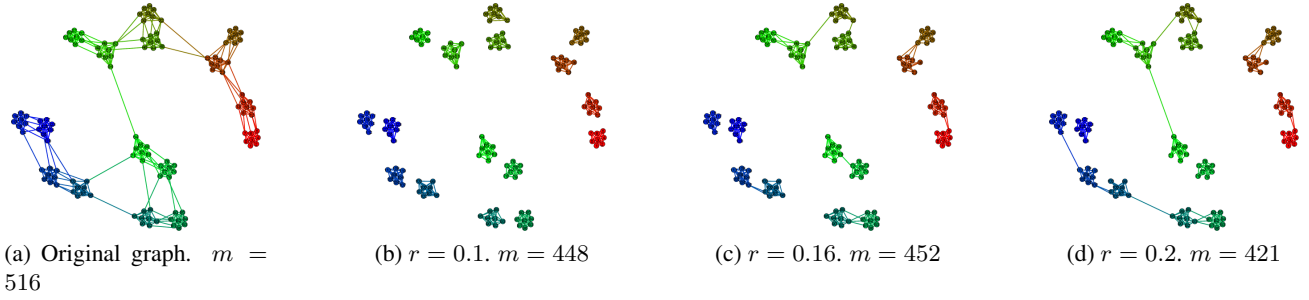 (a) Original graph. m =
516
(b) r = 0.1. m = 448
(c) r = 0.16. m = 452
(d) r = 0.2. m = 421